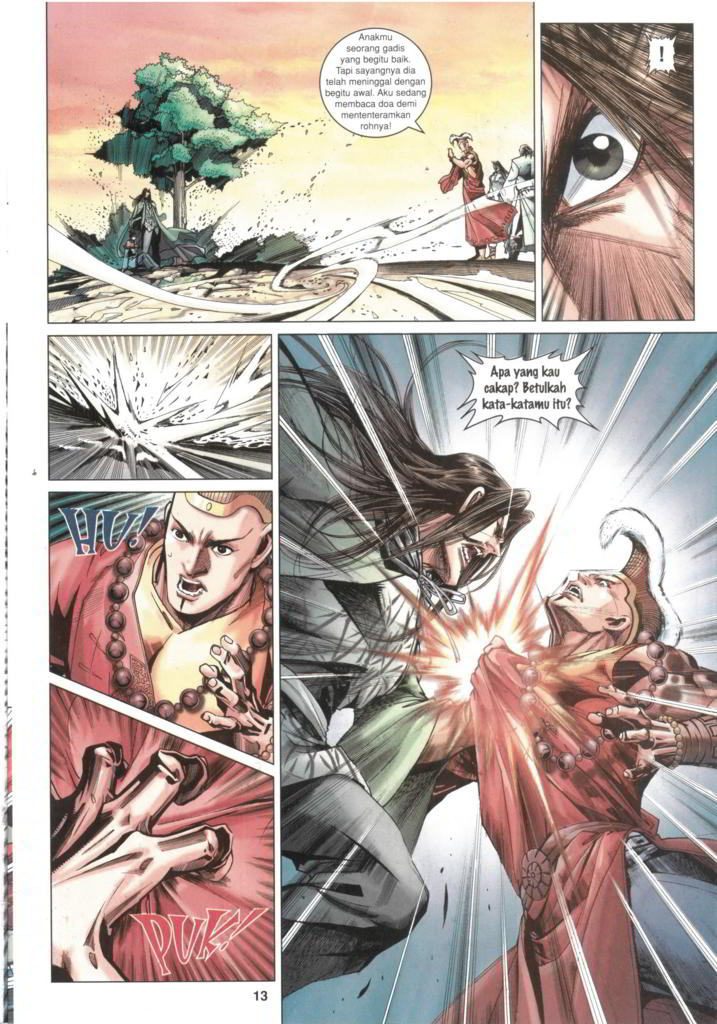 Anakmu
seorang gadis
yang begitu baik.
Tapi sayangnya dia
telah meninggal dengan
begitu awal. Aku sedang
membaca doa demi
mententeramkan
rohnya!
!
Apa yang kau
cakap? Betulkah
kata-katamu itu?
HU!
PUK!
13